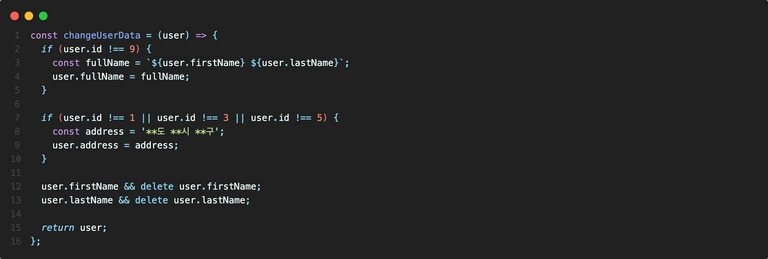 1 const changeUserData = (user) => {
2 if (user.id !== 9) {
3 const fullName = `${user.firstName} ${user.lastName}`;
4 user.fullName = fullName;
5 }
6
7 if (user.id !== 1 || user.id !== 3 || user.id !== 5) {
8 const address = '**도 **시 **구';
9 user.address = address;
10 }
11
12 user.firstName && delete user.firstName;
13 user.lastName && delete user.lastName;
14
15 return user;
16 };